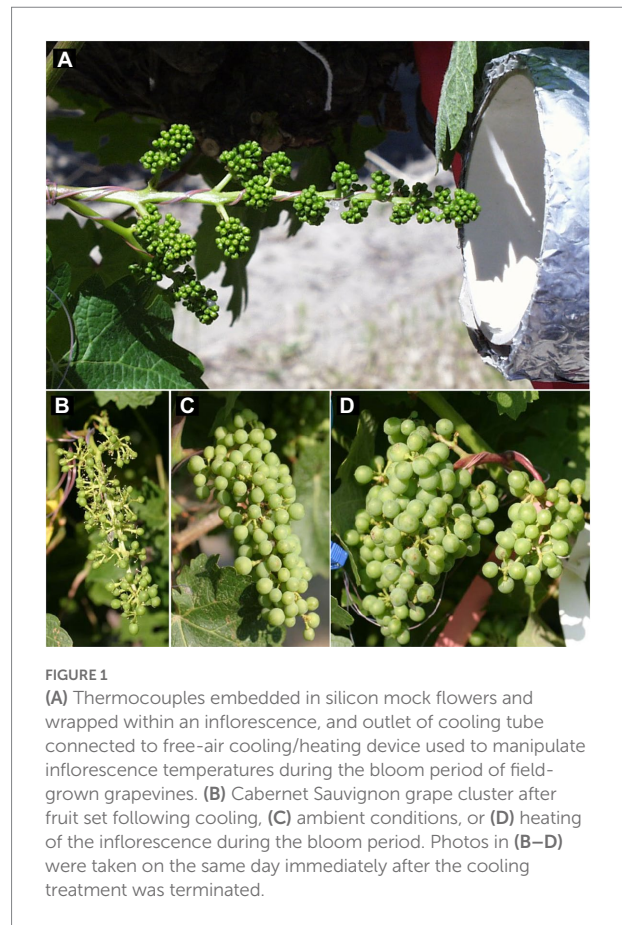 A
B
C
D
FIGURE 1
(A) Thermocouples embedded in silicon mock flowers and
wrapped within an inflorescence, and outlet of cooling tube
connected to free-air cooling/heating device used to manipulate
inflorescence temperatures during the bloom period of field-
grown grapevines. (B) Cabernet Sauvignon grape cluster after
fruit set following cooling, (C) ambient conditions, or (D) heating
of the inflorescence during the bloom period. Photos in (B–D)
were taken on the same day immediately after the cooling
treatment was terminated.